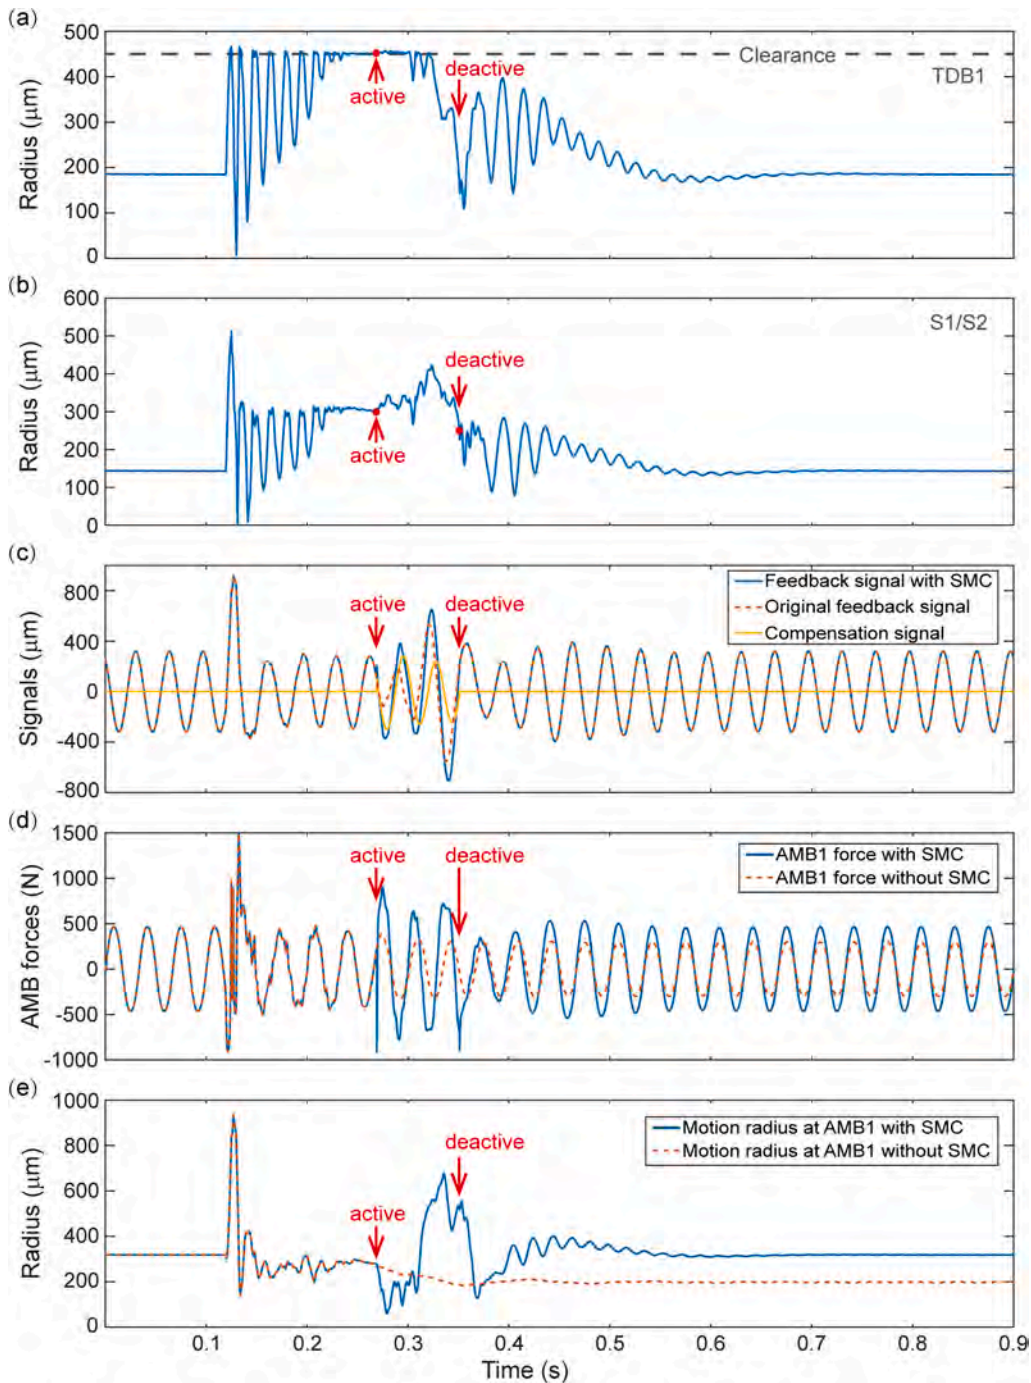 (a)
500
400
300
200
100
0
Radius (μm)
Clearance
TDB1
active
deactive
(b)
600
500
400
300
200
100
0
Radius (μm)
S1/S2
deactive
active
(c)
800
400
0
-400
-800
Signals (μm)
active
deactive
Feedback signal with SMC
Original feedback signal
Compensation signal
(d)
1500
1000
500
0
-500
-1000
AMB forces (N)
active
deactive
AMB1 force with SMC
AMB1 force without SMC
(e)
1000
800
600
400
200
0
Radius (μm)
active
deactive
Motion radius at AMB1 with SMC
Motion radius at AMB1 without SMC
0.1 0.2 0.3 0.4 0.5 0.6 0.7 0.8 0.9
Time (s)